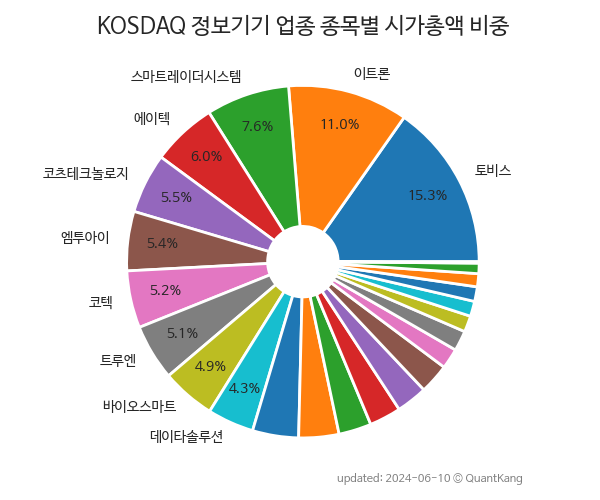 KOSDAQ 정보기기 업종 종목별 시가총액 비중
이트론
스마트레이더시스템
11.0%
7.6%
에이텍
6.0%
토비스
코츠테크놀로지
15.3%
5.5%
엠투아이
5.4%
5.2%
코텍
5.1%
트루엔
4.9%
4.3%
바이오스마트
데이타솔루션
updated: 2024-06-10 © QuantKang